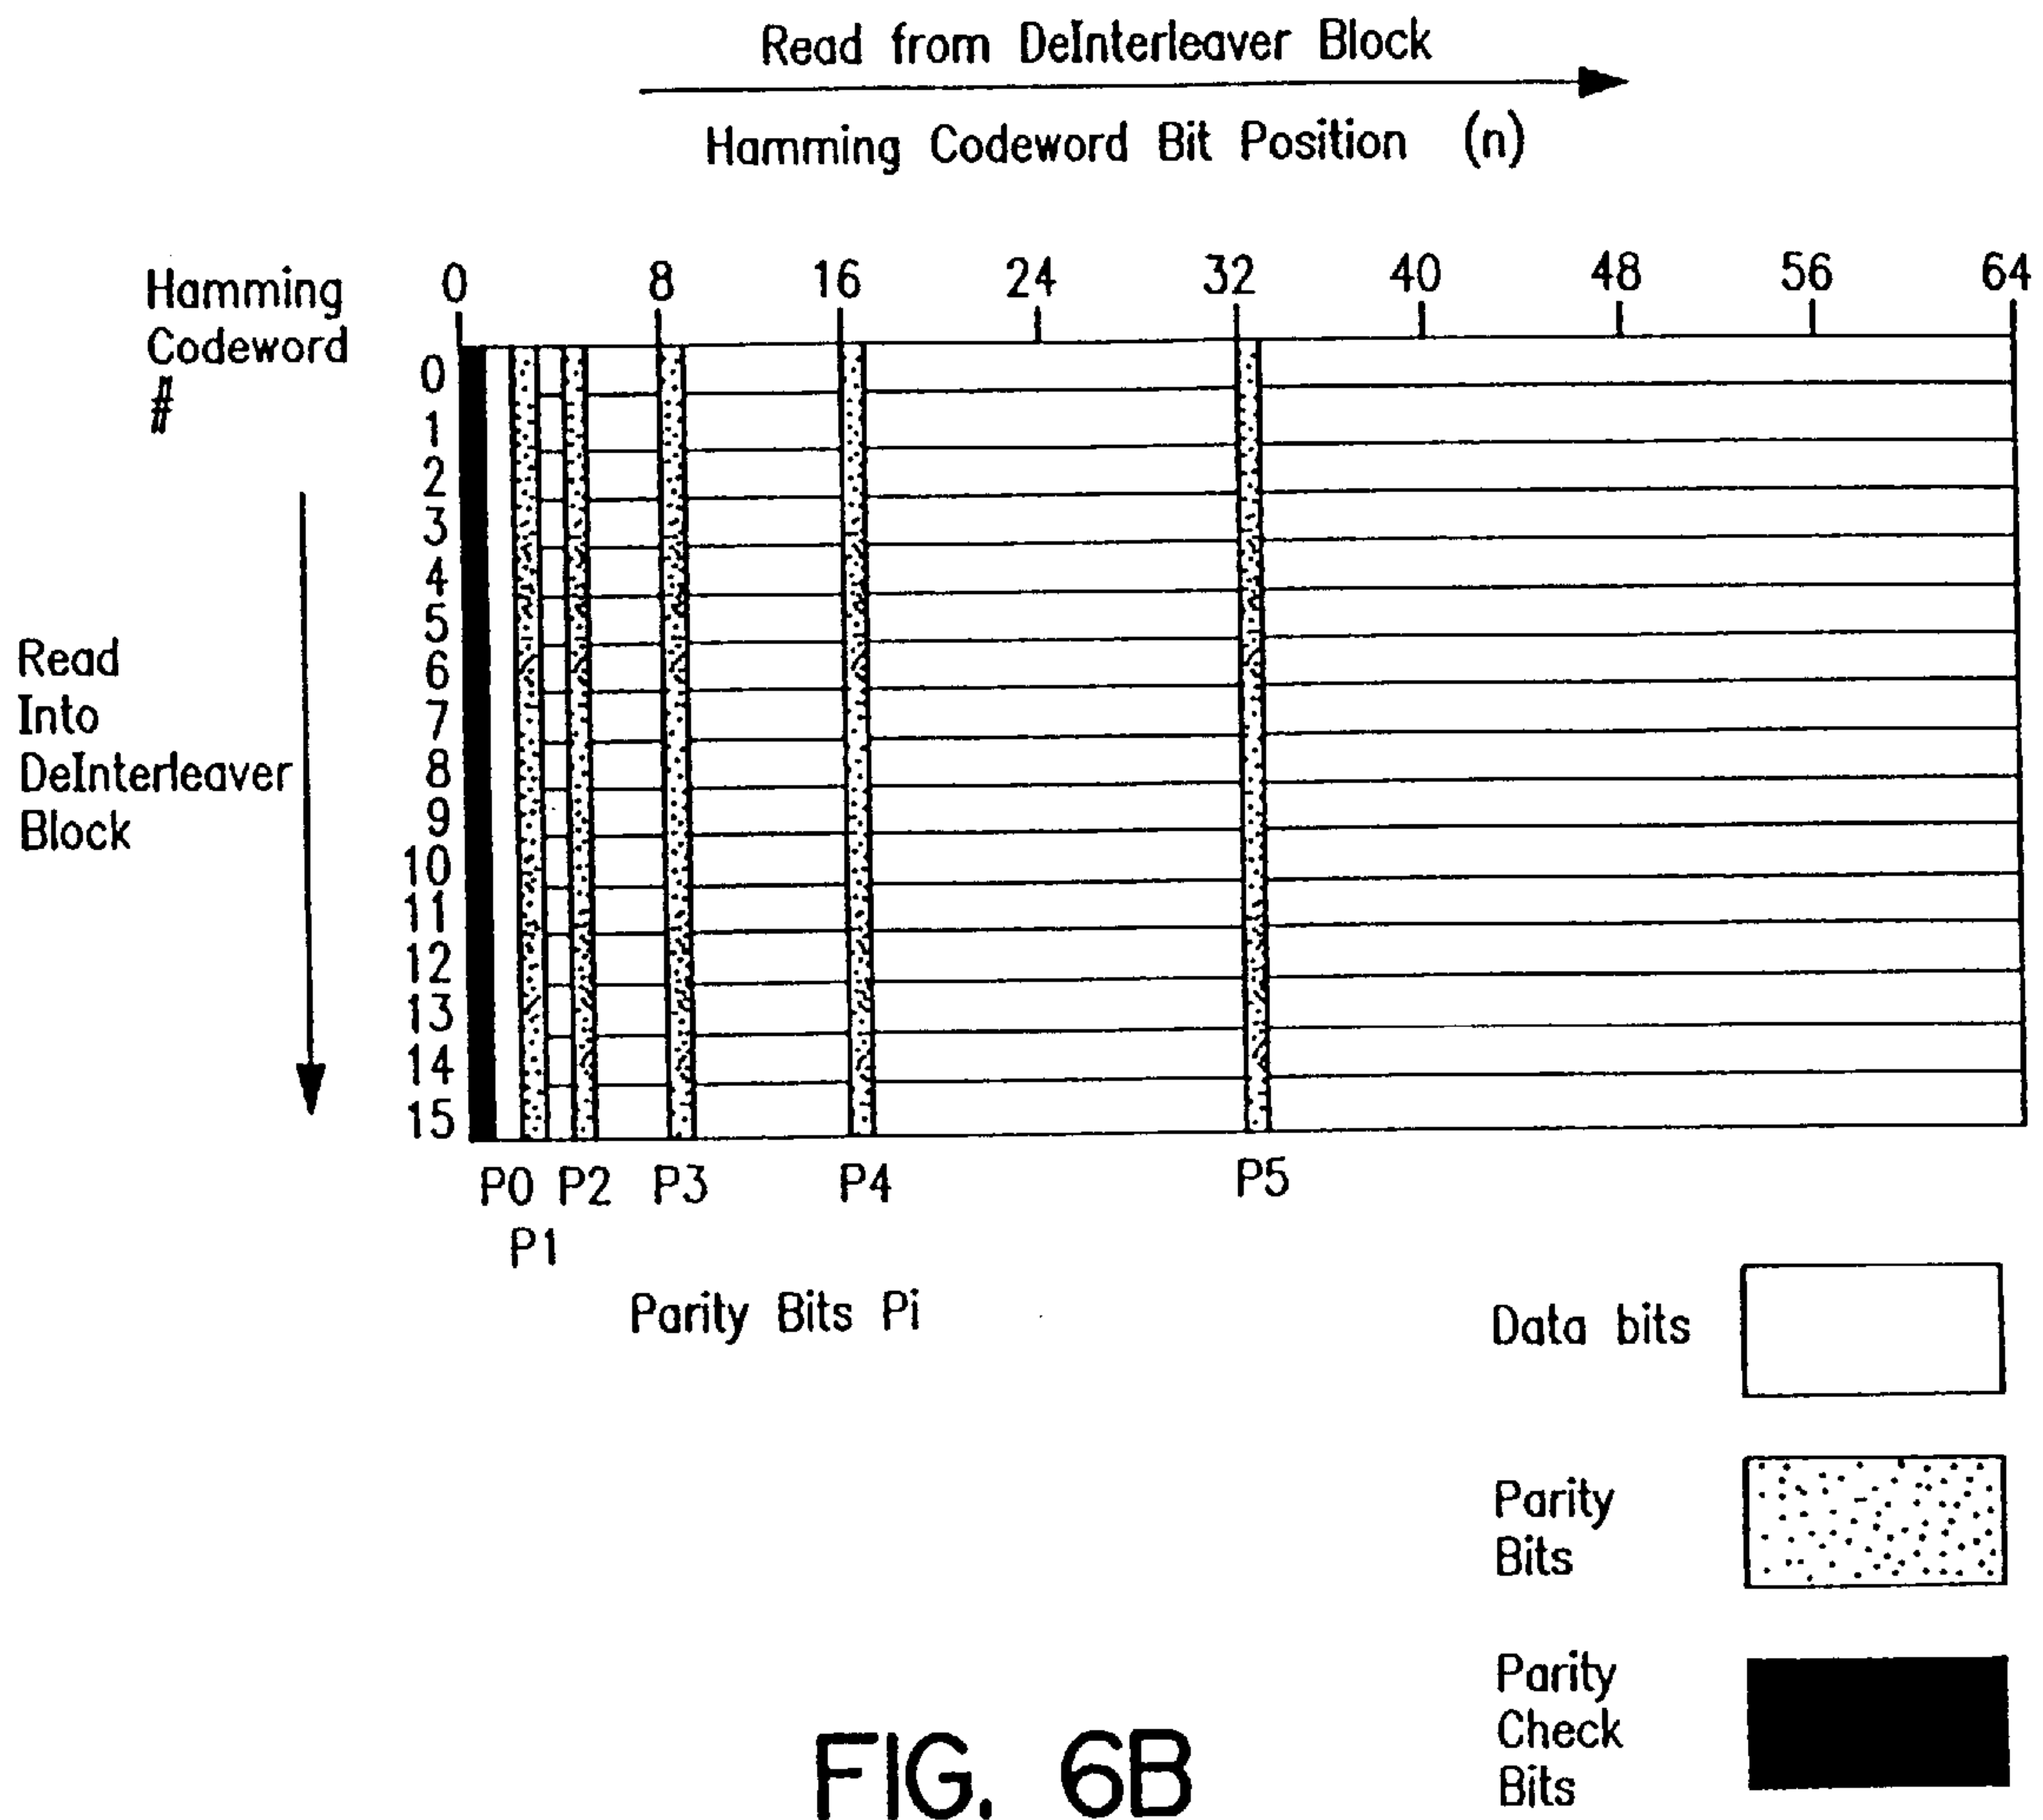 Read from DeInterleaver Block
Hamming Codeword Bit Position (n)
Hamming
Codeword
#
0 8 16 24 32 40 48 56 64
0
1
2
3
4
5
6
7
8
9
10
11
12
13
14
15
Read
Into
DeInterleaver
Block
P0 P2 P3 P4 P5
P1
Parity Bits Pi
Data bits
Parity
Bits
Parity
Check
Bits
FIG. 6B